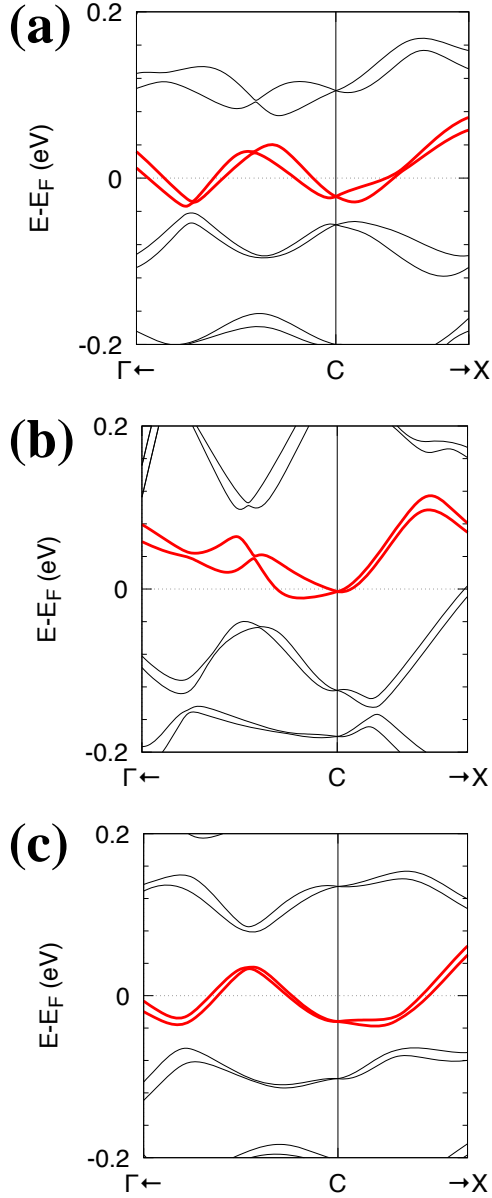 (a)
0.2
E-E_F (eV)
0
-0.2
Γ← C →X
(b)
0.2
E-E_F (eV)
0
-0.2
Γ← C →X
(c)
0.2
E-E_F (eV)
0
-0.2
Γ← C →X